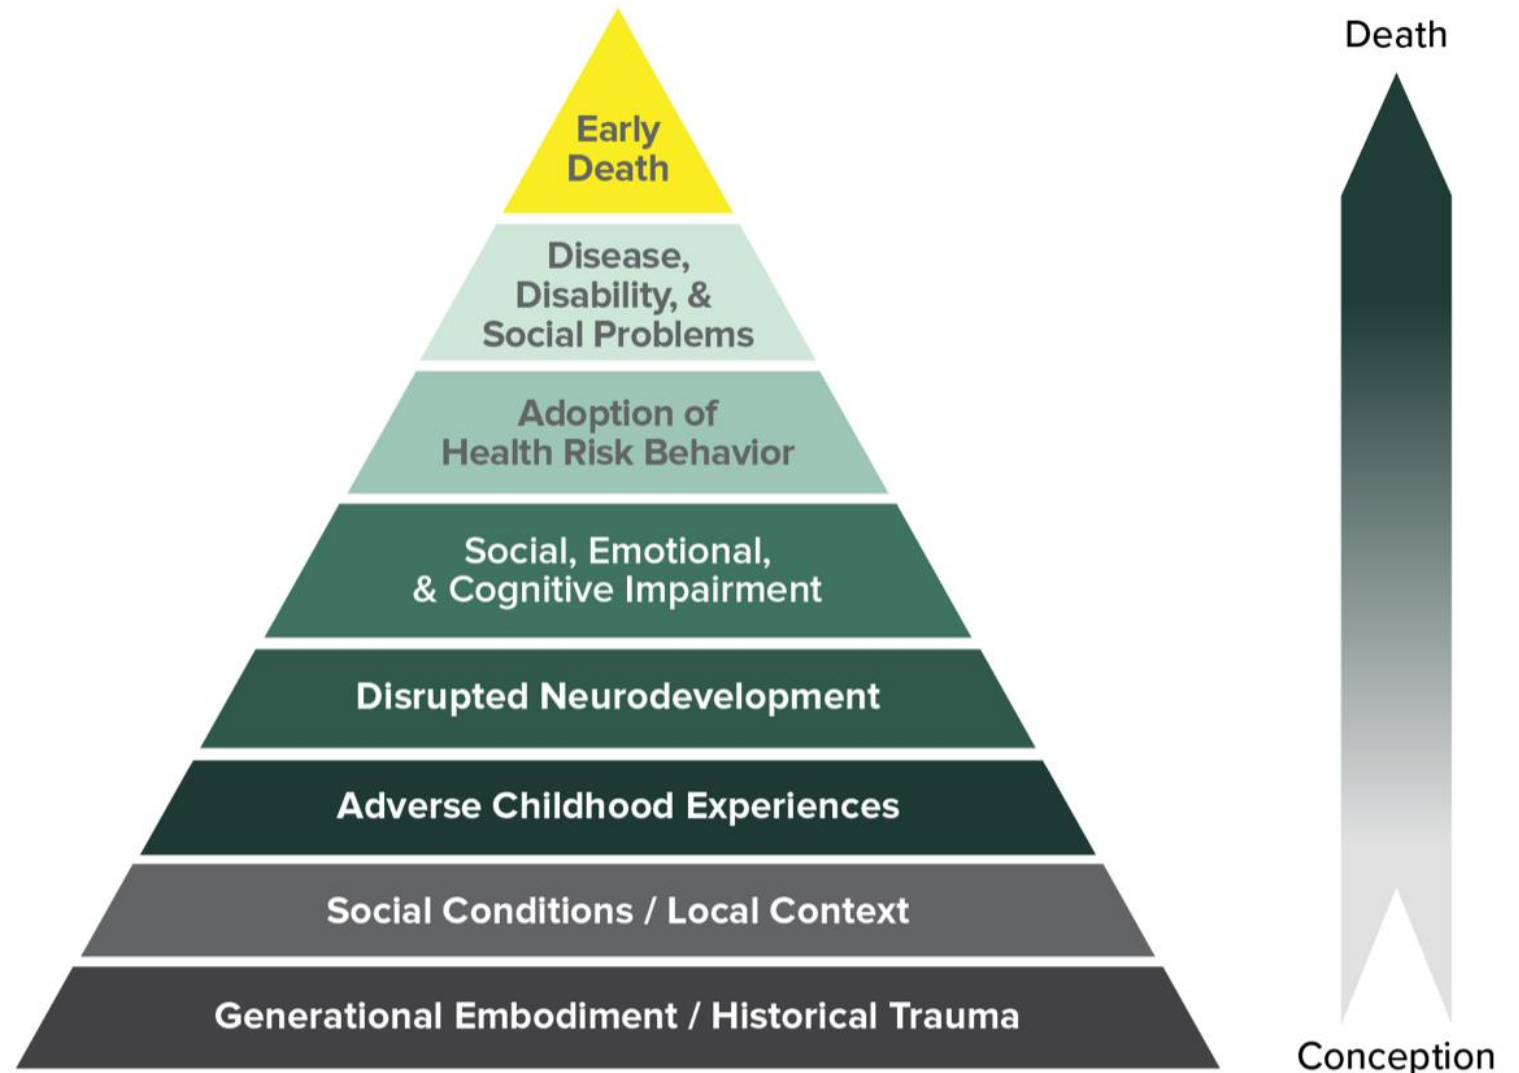 Early
Death
Disease,
Disability, &
Social Problems
Adoption of
Health Risk Behavior
Social, Emotional,
& Cognitive Impairment
Disrupted Neurodevelopment
Adverse Childhood Experiences
Social Conditions / Local Context
Generational Embodiment / Historical Trauma
Death
Conception